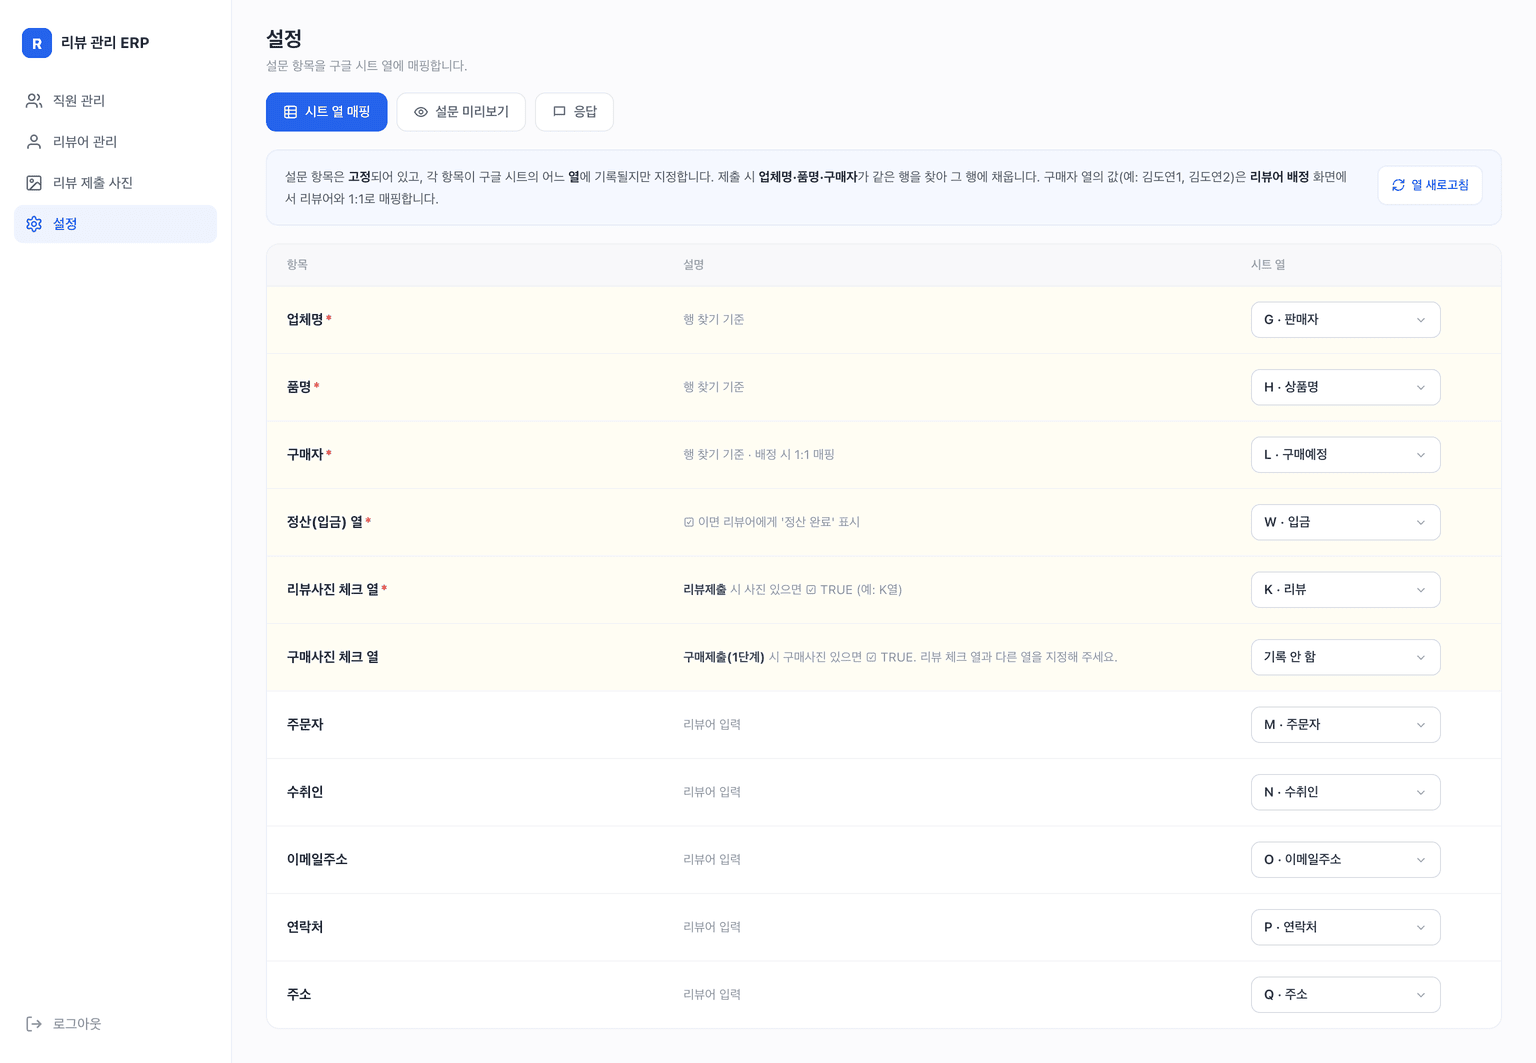 R 리뷰 관리 ERP
직원 관리
리뷰어 관리
리뷰 제출 사진
설정
로그아웃
설정
설문 항목을 구글 시트 열에 매핑합니다.
시트 열 매핑 설문 미리보기 응답
설문 항목은 고정되어 있고, 각 항목이 구글 시트의 어느 열에 기록될지만 지정합니다. 제출 시 업체명·품명·구매자가 같은 행을 찾아 그 행에 채웁니다. 구매자 열의 값(예: 김도연1, 김도연2)은 리뷰어 배정 화면에
서 리뷰어와 1:1로 매핑합니다.
열 새로고침
항목 설명 시트 열
업체명* 행 찾기 기준 G · 판매자
품명* 행 찾기 기준 H · 상품명
구매자* 행 찾기 기준 · 배정 시 1:1 매핑 L · 구매예정
정산(입금) 열* ☑ 이면 리뷰어에게 '정산 완료' 표시 W · 입금
리뷰사진 체크 열* 리뷰제출 시 사진 있으면 ☑ TRUE (예: K열) K · 리뷰
구매사진 체크 열 구매제출(1단계) 시 구매사진 있으면 ☑ TRUE. 리뷰 체크 열과 다른 열을 지정해 주세요. 기록 안 함
주문자 리뷰어 입력 M · 주문자
수취인 리뷰어 입력 N · 수취인
이메일주소 리뷰어 입력 O · 이메일주소
연락처 리뷰어 입력 P · 연락처
주소 리뷰어 입력 Q · 주소